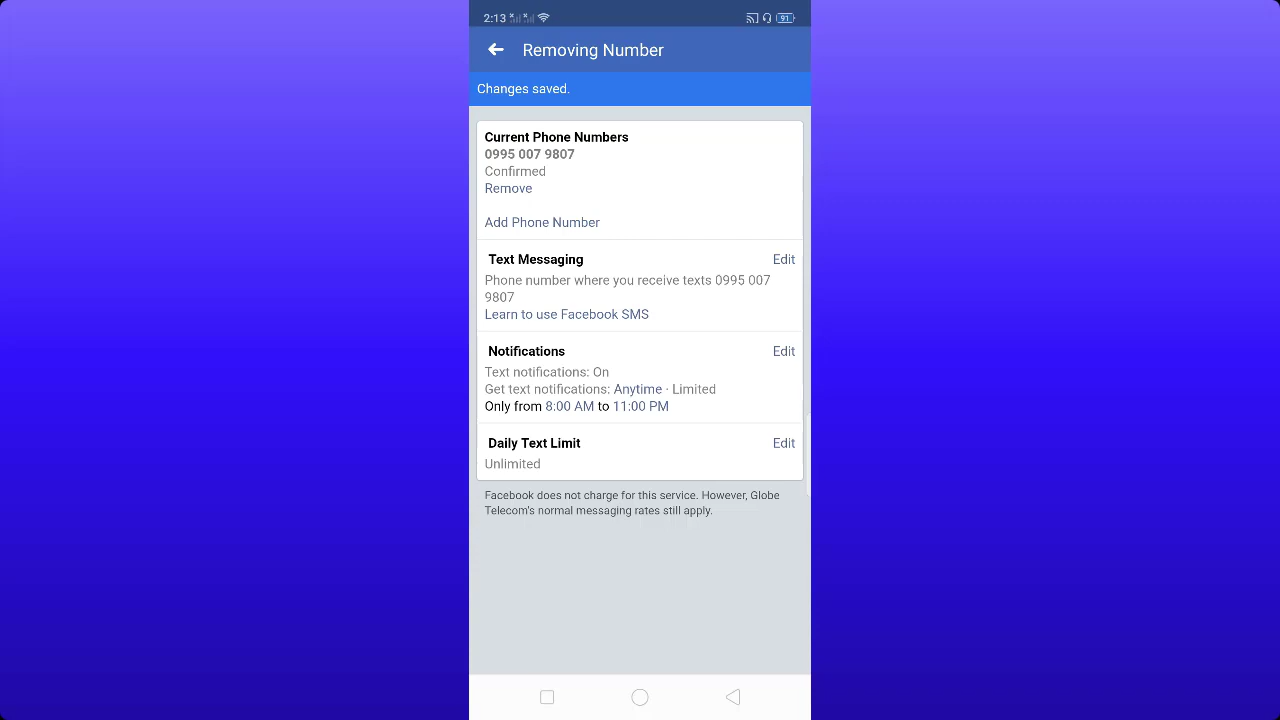 2:13
91
Removing Number
Changes saved.
Current Phone Numbers
0995 007 9807
Confirmed
Remove
Add Phone Number
Text Messaging Edit
Phone number where you receive texts 0995 007
9807
Learn to use Facebook SMS
Notifications Edit
Text notifications: On
Get text notifications: Anytime · Limited
Only from 8:00 AM to 11:00 PM
Daily Text Limit Edit
Unlimited
Facebook does not charge for this service. However, Globe
Telecom's normal messaging rates still apply.